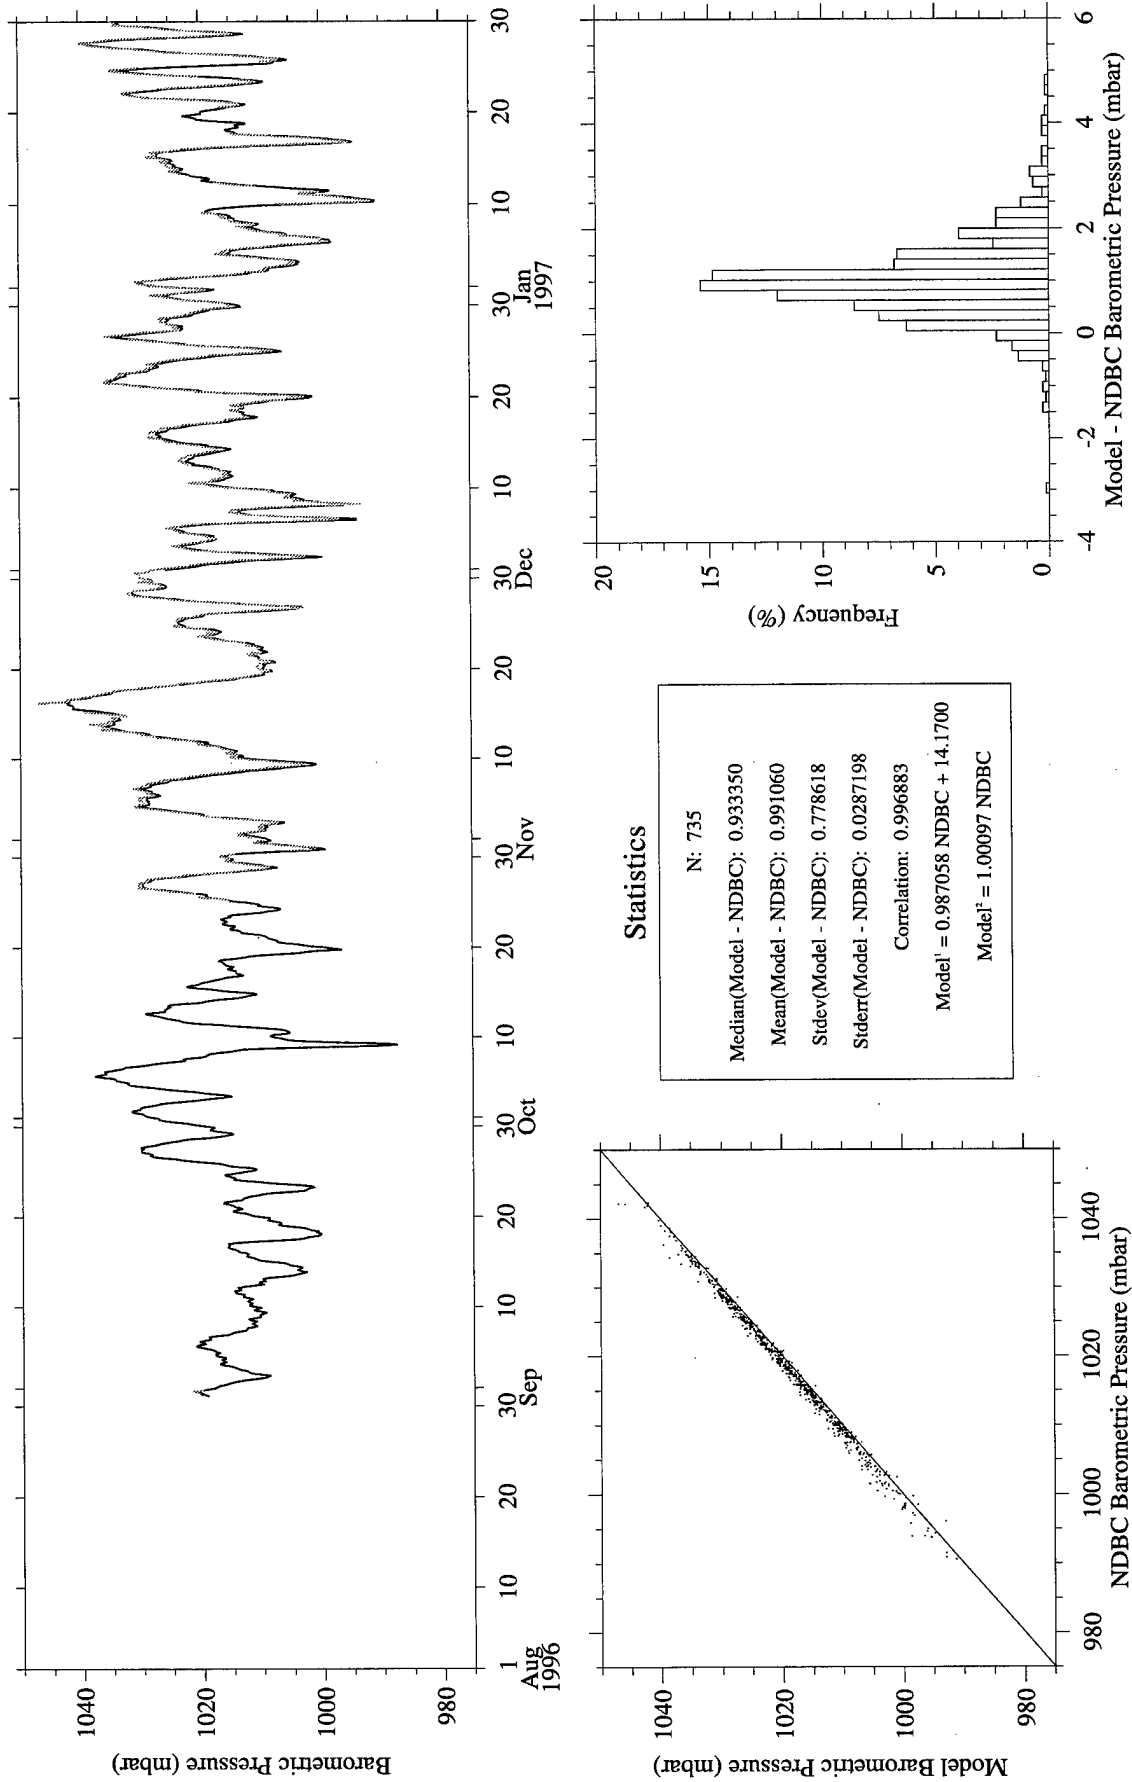 Barometric Pressure (mbar)
1040
1020
1000
980
1 10 20 30 10 20 30 10 20 30 10 20 30 10 20 30 10 20 30
Aug Sep Oct Nov Dec Jan
1996 1997
Model Barometric Pressure (mbar)
1040
1020
1000
980
980 1000 1020 1040
NDBC Barometric Pressure (mbar)
Statistics
N: 735
Median(Model - NDBC): 0.933350
Mean(Model - NDBC): 0.991060
Stdev(Model - NDBC): 0.778618
Stderr(Model - NDBC): 0.0287198
Correlation: 0.996883
Model¹ = 0.987058 NDBC + 14.1700
Model² = 1.00097 NDBC
Frequency (%)
20
15
10
5
0
-4 -2 0 2 4 6
Model - NDBC Barometric Pressure (mbar)